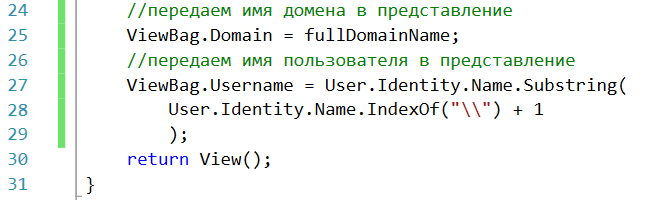 24 //передаем имя домена в представление
25 ViewBag.Domain = fullDomainName;
26 //передаем имя пользователя в представление
27 ViewBag.Username = User.Identity.Name.Substring(
28 User.Identity.Name.IndexOf("\\") + 1
29 );
30 return View();
31 }